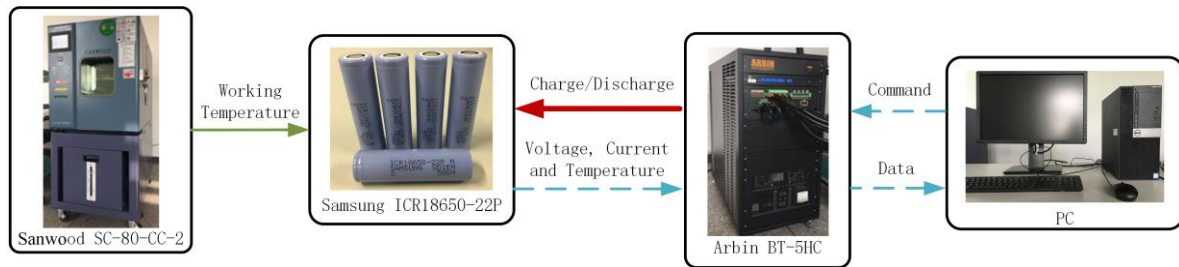 Working
Temperature
Charge/Discharge
Voltage, Current
and Temperature
Command
Data
ARBIN
ICR18650-22P
SAMSUNG
Sanwood SC-80-CC-2
Samsung ICR18650-22P
Arbin BT-5HC
PC